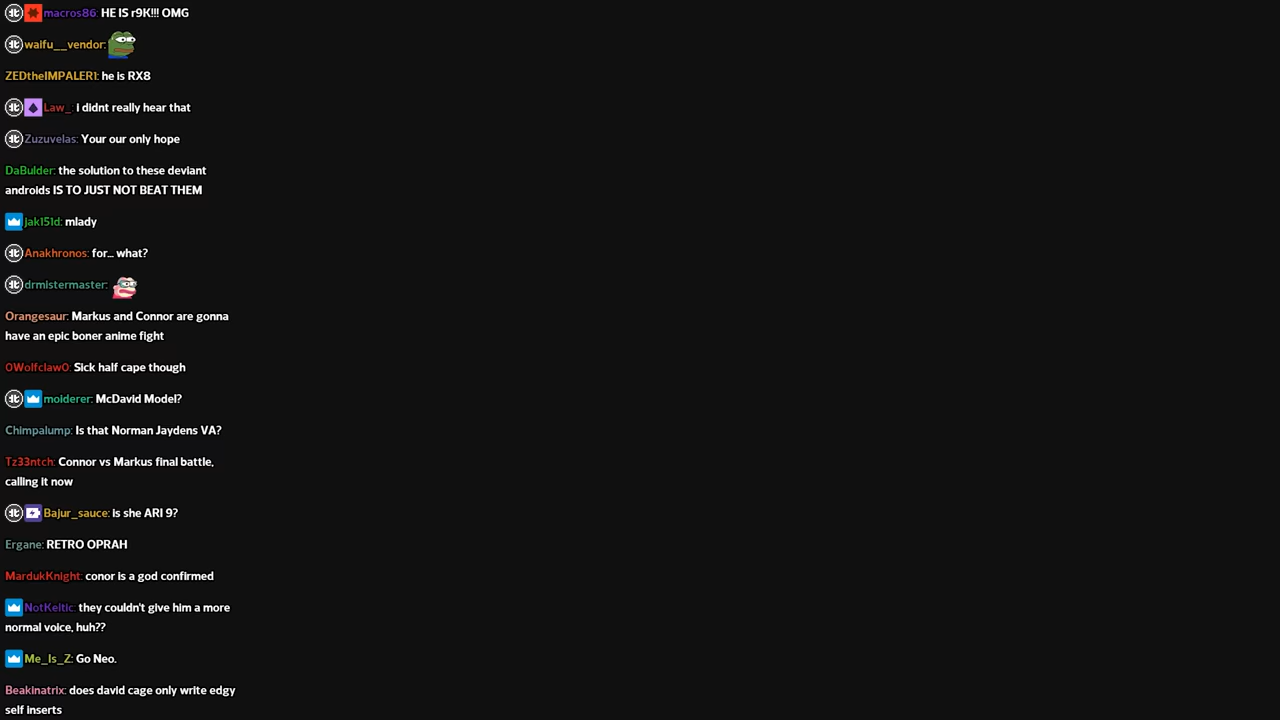 macros86: HE IS r9K!!! OMG
waifu__vendor:
ZEDtheIMPALER1: he is RX8
Law_: i didnt really hear that
Zuzuvelas: Your our only hope
DaBulder: the solution to these deviant
androids IS TO JUST NOT BEAT THEM
jak151d: mlady
Anakhronos: for... what?
drmistermaster:
Orangesaur: Markus and Connor are gonna
have an epic boner anime fight
0Wolfclaw0: Sick half cape though
moiderer: McDavid Model?
Chimpalump: Is that Norman Jaydens VA?
Tz33ntch: Connor vs Markus final battle,
calling it now
Bajur_sauce: is she ARI 9?
Ergane: RETRO OPRAH
MardukKnight: conor is a god confirmed
NotKeltic: they couldn't give him a more
normal voice, huh??
Me_Is_Z: Go Neo.
Beakinatrix: does david cage only write edgy
self inserts